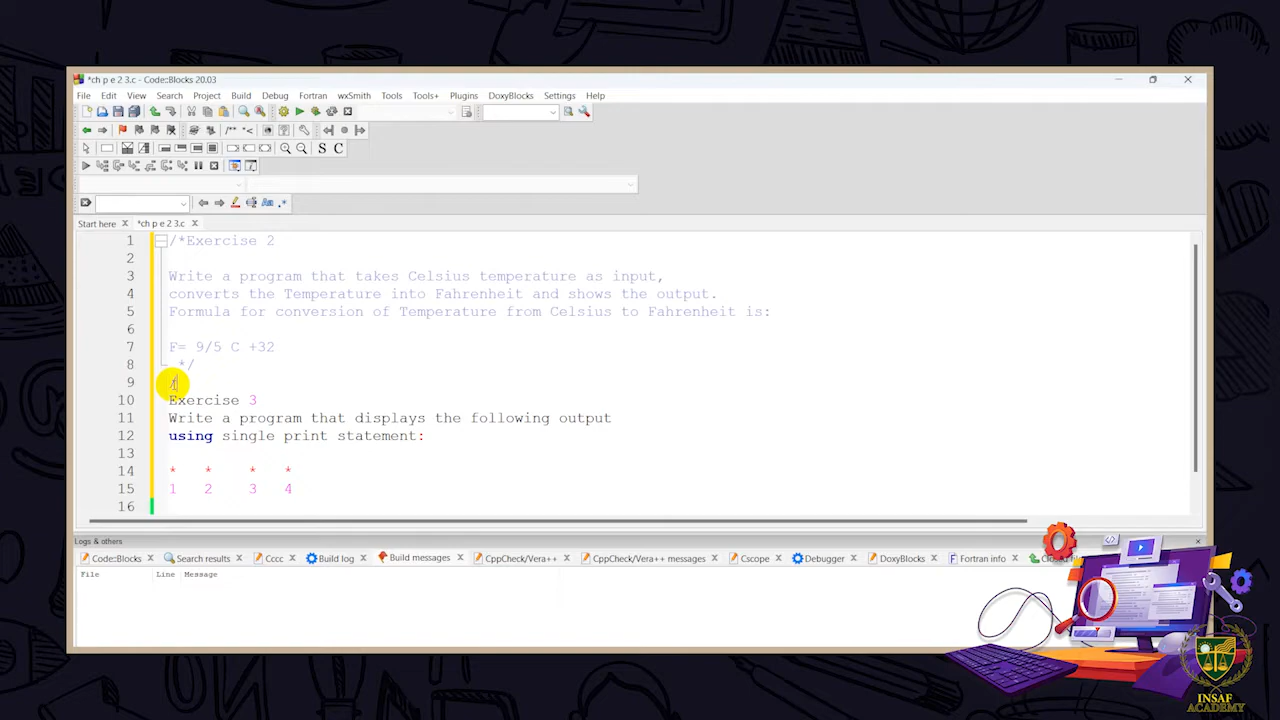 *ch p e 2 3.c - Code::Blocks 20.03
File Edit View Search Project Build Debug Fortran wxSmith Tools Tools+ Plugins DoxyBlocks Settings Help
Start here *ch p e 2 3.c
1 /*Exercise 2
2
3 Write a program that takes Celsius temperature as input,
4 converts the Temperature into Fahrenheit and shows the output.
5 Formula for conversion of Temperature from Celsius to Fahrenheit is:
6
7 F= 9/5 C +32
8 */
9 /
10 Exercise 3
11 Write a program that displays the following output
12 using single print statement:
13
14 * * * *
15 1 2 3 4
16
Logs & others
Code::Blocks Search results Cccc Build log Build messages CppCheck/Vera++ CppCheck/Vera++ messages Cscope Debugger DoxyBlocks Fortran info
File Line Message
INSAF
ACADEMY